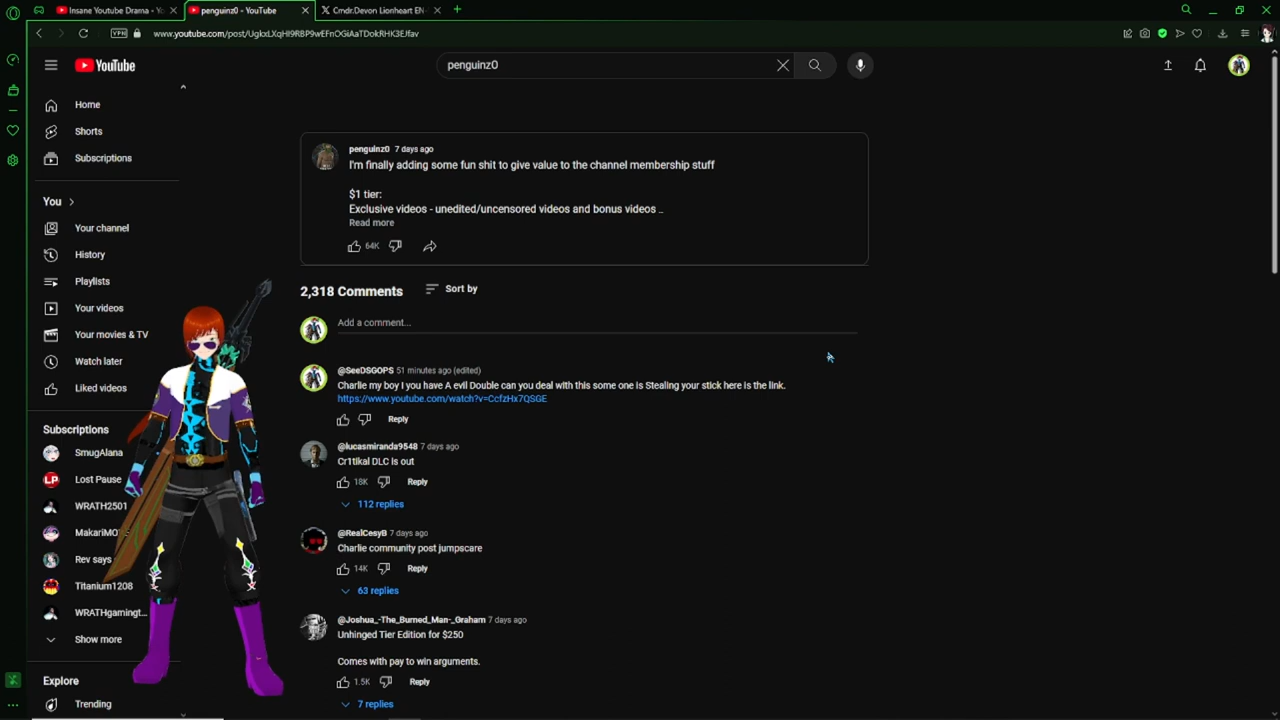 Insane Youtube Drama - Yo
penguinz0 - YouTube
Cmdr.Devon Lionheart EN
VPN
www.youtube.com/post/UgkxLXqHI9RBP9wEFnOGiAaTDokRHK3EJfav
YouTube
penguinz0
Home
Shorts
Subscriptions
You
Your channel
History
Playlists
Your videos
Your movies & TV
Watch later
Liked videos
Subscriptions
SmugAlana
Lost Pause
WRATH2501
Rev says
Titanium1208
WRATHgamingt...
Show more
Explore
Trending
penguinz0 7 days ago
I'm finally adding some fun shit to give value to the channel membership stuff
$1 tier:
Exclusive videos - unedited/uncensored videos and bonus videos ...
Read more
64K
2,318 Comments
Sort by
Add a comment...
@SeeDSGOPS 51 minutes ago (edited)
Charlie my boy I you have A evil Double can you deal with this some one is Stealing your stick here is the link.
https://www.youtube.com/watch?v=CcfzHx7QSGE
Reply
@lucasmiranda9548 7 days ago
Cr1tikal DLC is out
18K Reply
112 replies
@RealCesyB 7 days ago
Charlie community post jumpscare
14K Reply
63 replies
@Joshua_-The_Burned_Man-_Graham 7 days ago
Unhinged Tier Edition for $250
Comes with pay to win arguments.
1.5K Reply
7 replies